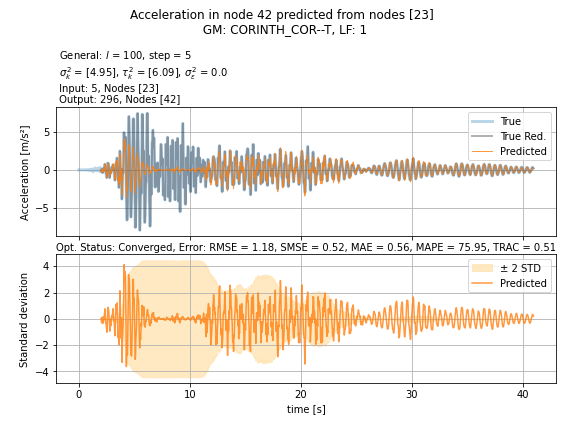 Acceleration in node 42 predicted from nodes [23]
GM: CORINTH_COR--T, LF: 1
General: l = 100, step = 5
σ²ₖ = [4.95], τ²ₖ = [6.09], σ²ε = 0.0
Input: 5, Nodes [23]
Output: 296, Nodes [42]
Acceleration [m/s²]
5
0
−5
True
True Red.
Predicted
Opt. Status: Converged, Error: RMSE = 1.18, SMSE = 0.52, MAE = 0.56, MAPE = 75.95, TRAC = 0.51
Standard deviation
4
2
0
−2
−4
± 2 STD
Predicted
0 10 20 30 40
time [s]